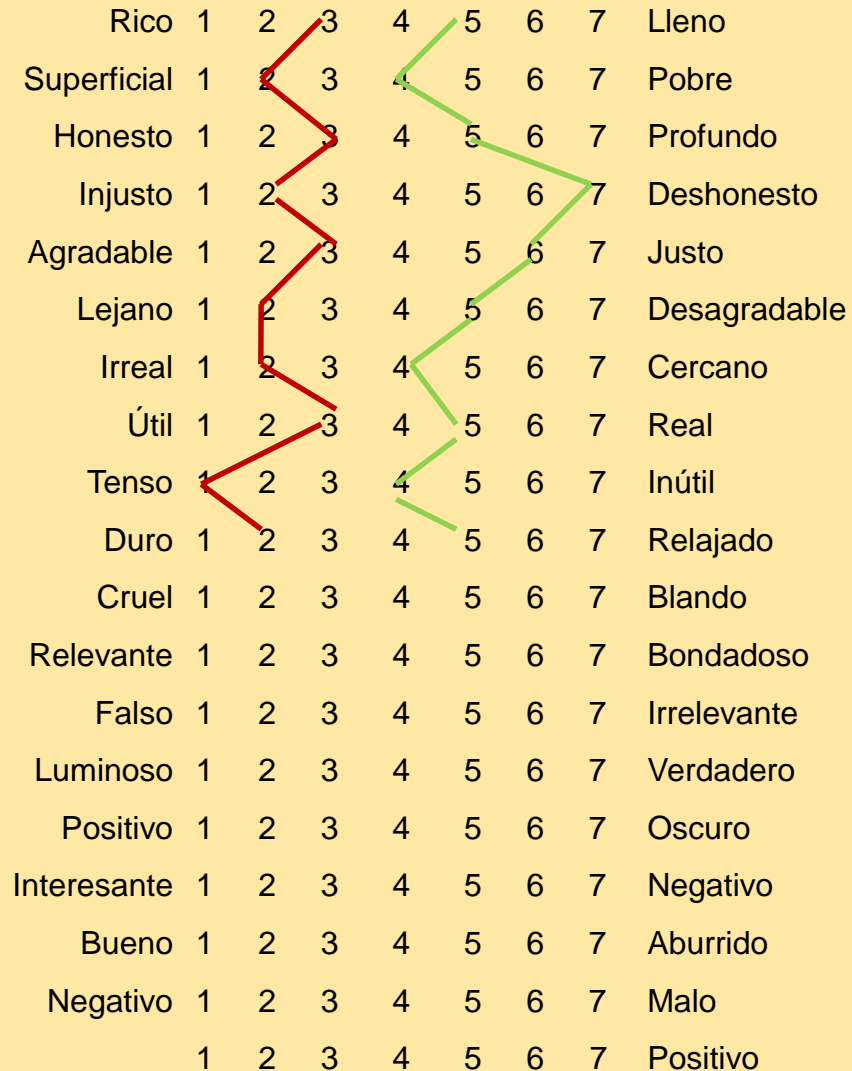 Rico 1 2 3 4 5 6 7 Lleno
Superficial 1 2 3 4 5 6 7 Pobre
Honesto 1 2 3 4 5 6 7 Profundo
Injusto 1 2 3 4 5 6 7 Deshonesto
Agradable 1 2 3 4 5 6 7 Justo
Lejano 1 2 3 4 5 6 7 Desagradable
Irreal 1 2 3 4 5 6 7 Cercano
Útil 1 2 3 4 5 6 7 Real
Tenso 1 2 3 4 5 6 7 Inútil
Duro 1 2 3 4 5 6 7 Relajado
Cruel 1 2 3 4 5 6 7 Blando
Relevante 1 2 3 4 5 6 7 Bondadoso
Falso 1 2 3 4 5 6 7 Irrelevante
Luminoso 1 2 3 4 5 6 7 Verdadero
Positivo 1 2 3 4 5 6 7 Oscuro
Interesante 1 2 3 4 5 6 7 Negativo
Bueno 1 2 3 4 5 6 7 Aburrido
Negativo 1 2 3 4 5 6 7 Malo
1 2 3 4 5 6 7 Positivo